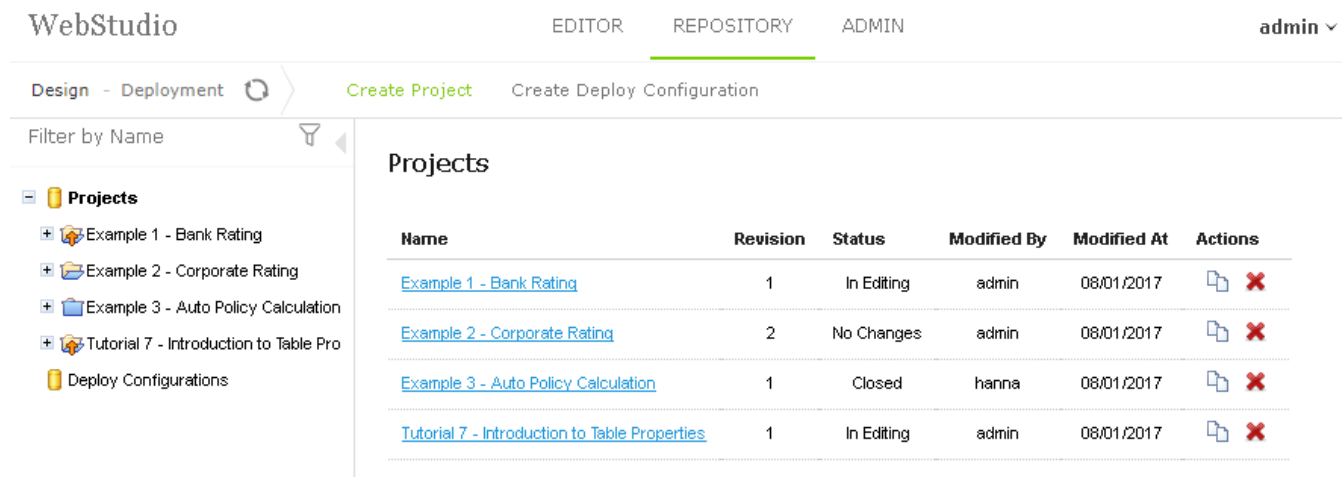 WebStudio EDITOR REPOSITORY ADMIN admin
Design - Deployment Create Project Create Deploy Configuration
Filter by Name
Projects
Example 1 - Bank Rating
Example 2 - Corporate Rating
Example 3 - Auto Policy Calculation
Tutorial 7 - Introduction to Table Pro
Deploy Configurations
Projects
Name Revision Status Modified By Modified At Actions
Example 1 - Bank Rating 1 In Editing admin 08/01/2017
Example 2 - Corporate Rating 2 No Changes admin 08/01/2017
Example 3 - Auto Policy Calculation 1 Closed hanna 08/01/2017
Tutorial 7 - Introduction to Table Properties 1 In Editing admin 08/01/2017